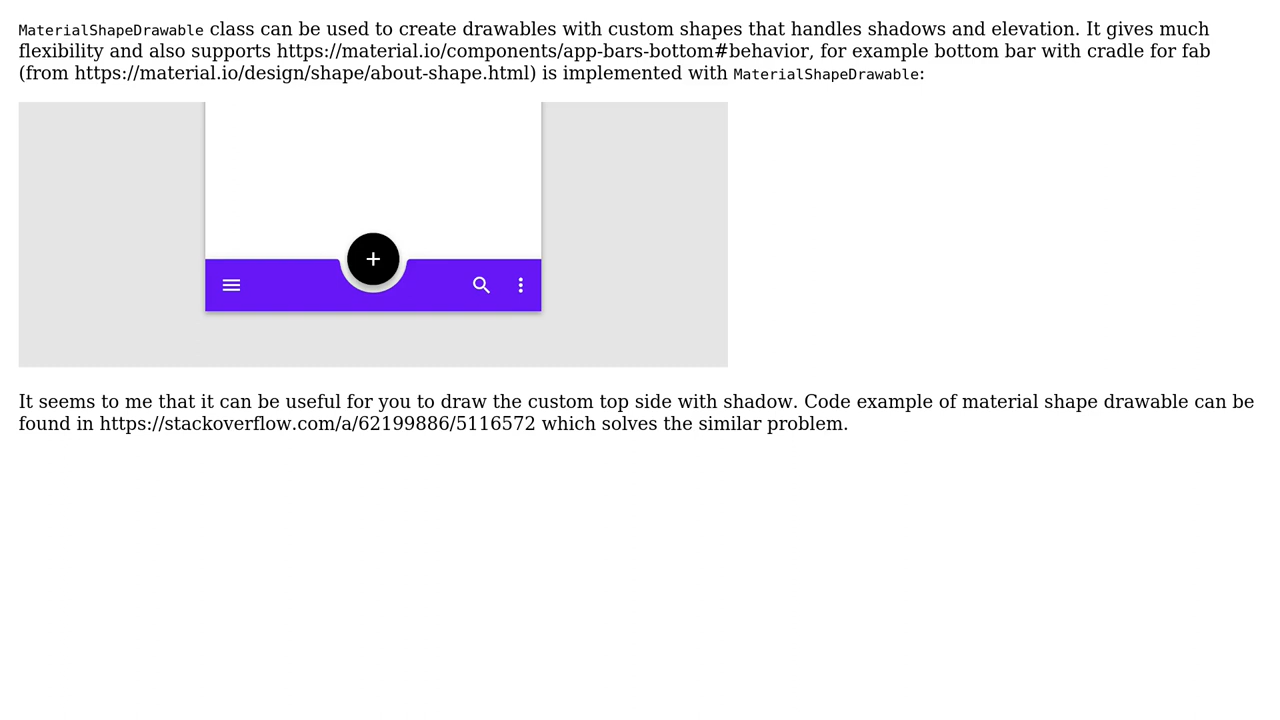 MaterialShapeDrawable class can be used to create drawables with custom shapes that handles shadows and elevation. It gives much
flexibility and also supports https://material.io/components/app-bars-bottom#behavior, for example bottom bar with cradle for fab
(from https://material.io/design/shape/about-shape.html) is implemented with MaterialShapeDrawable:
It seems to me that it can be useful for you to draw the custom top side with shadow. Code example of material shape drawable can be
found in https://stackoverflow.com/a/62199886/5116572 which solves the similar problem.